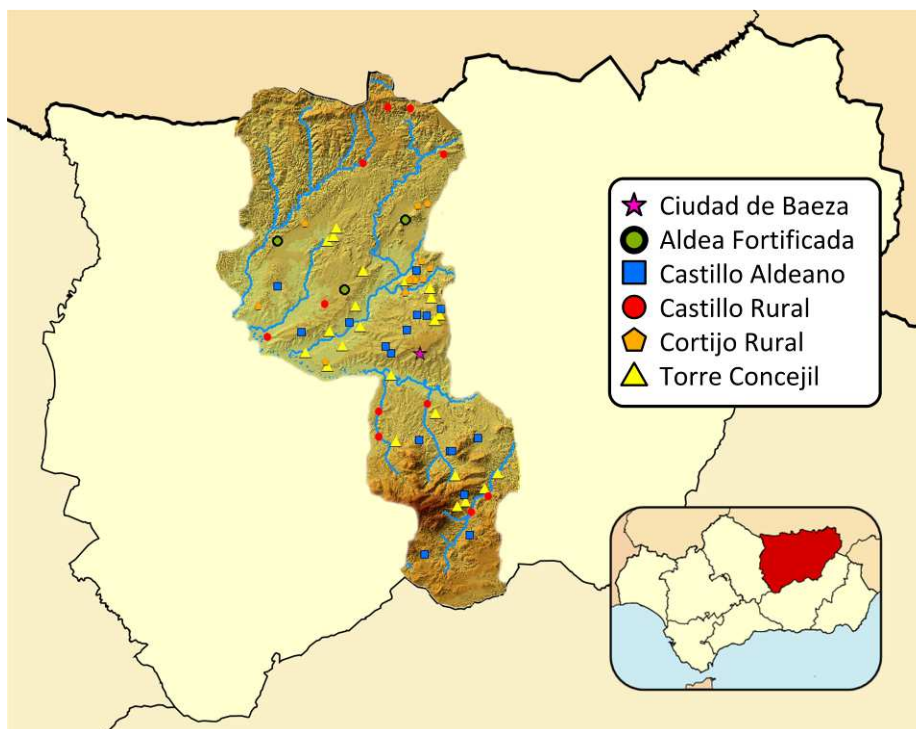 Ciudad de Baeza
Aldea Fortificada
Castillo Aldeano
Castillo Rural
Cortijo Rural
Torre Concejil